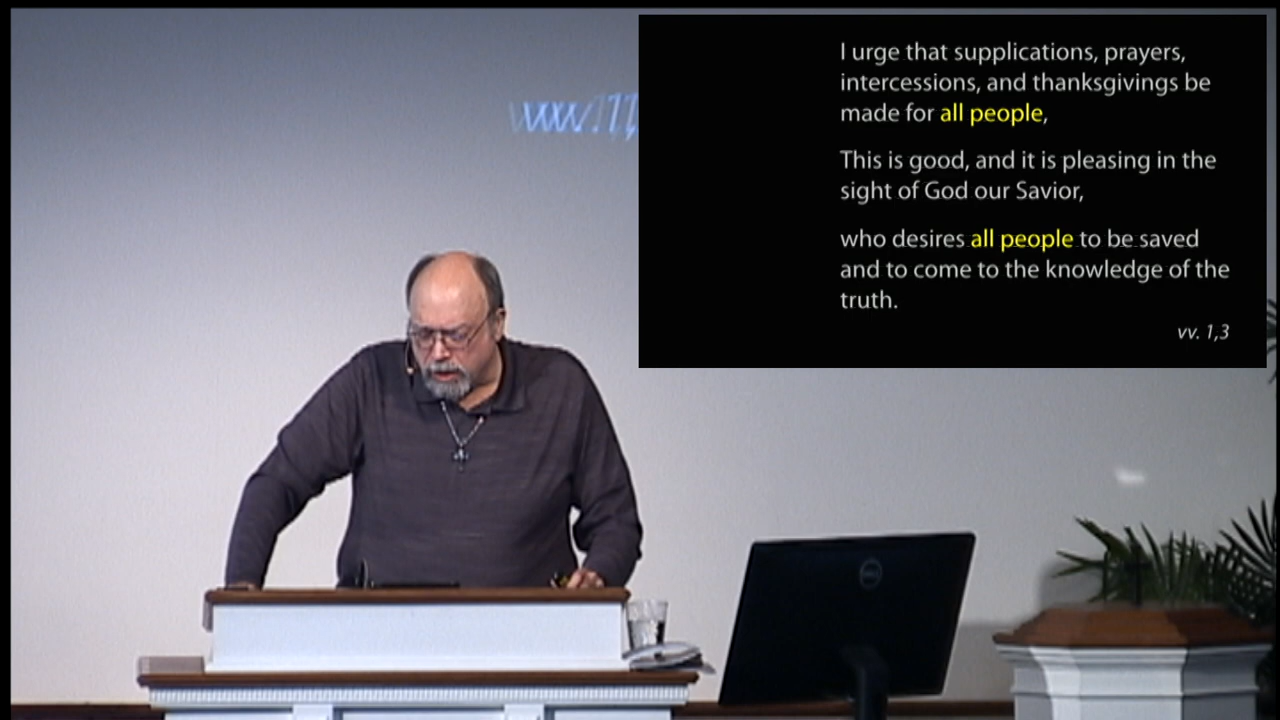 I urge that supplications, prayers,
intercessions, and thanksgivings be
made for all people,
This is good, and it is pleasing in the
sight of God our Savior,
who desires all people to be saved
and to come to the knowledge of the
truth.
vv. 1,3
DELL